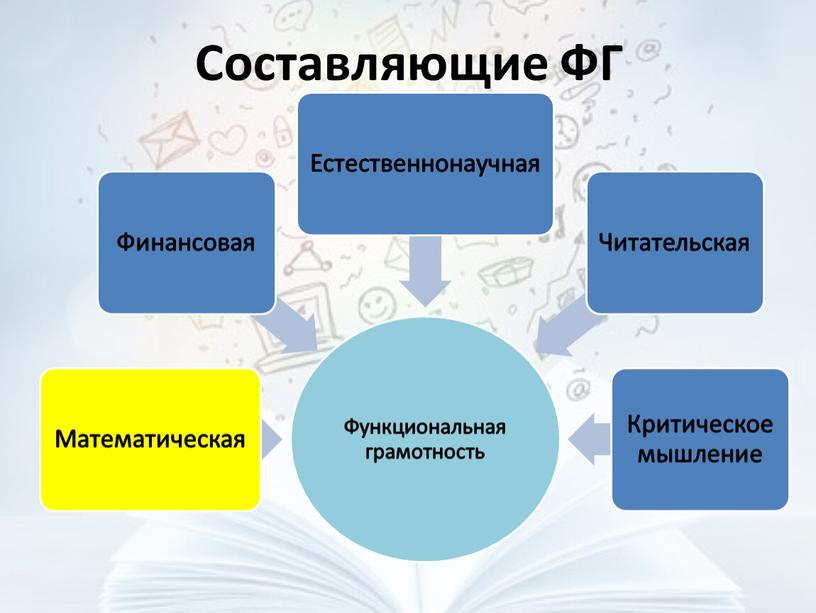 Составляющие ФГ
Естественнонаучная
Финансовая
Читательская
Математическая
Функциональная
грамотность
Критическое
мышление